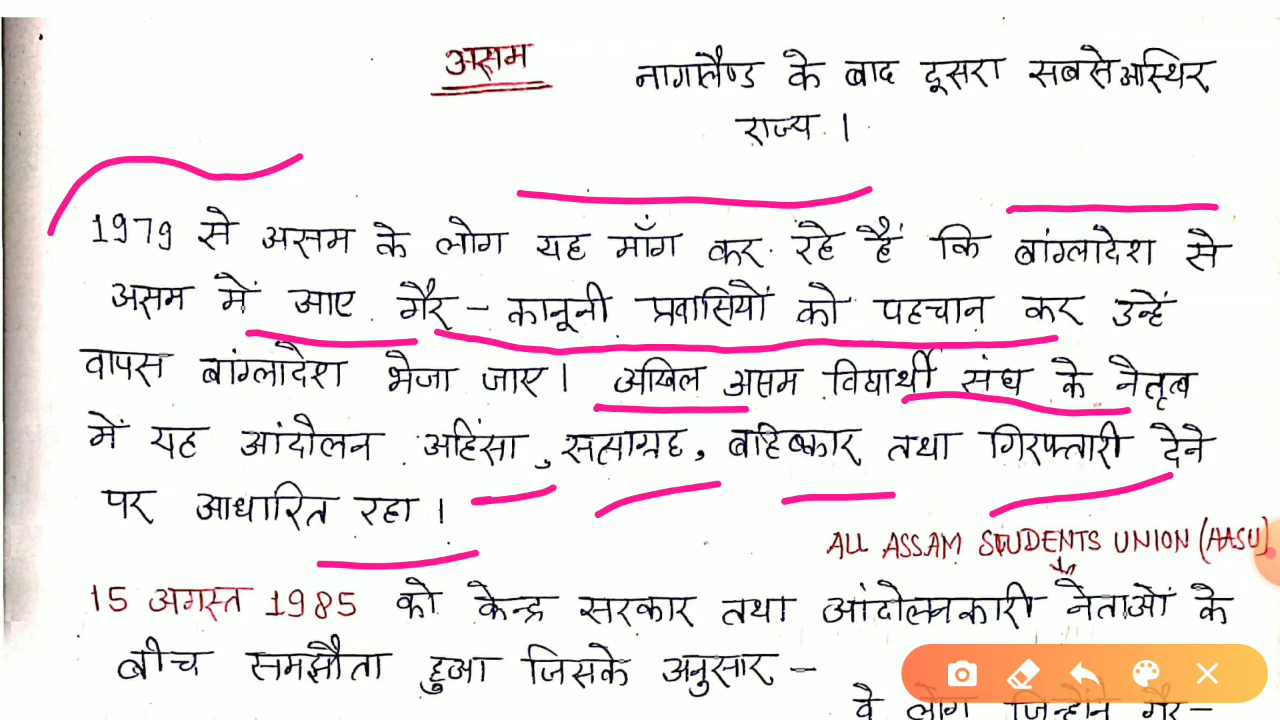 असम
नागालैण्ड के बाद दूसरा सबसे अस्थिर
राज्य ।
1979 से असम के लोग यह माँग कर रहे हैं कि बांग्लादेश से
असम में आए गैर - कानूनी प्रवासियों को पहचान कर उन्हें
वापस बांग्लादेश भेजा जाए। अखिल असम विद्यार्थी संघ के नेतृत्व
में यह आंदोलन अहिंसा, सत्याग्रह, बहिष्कार तथा गिरफ्तारी देने
पर आधारित रहा ।
ALL ASSAM STUDENTS UNION (AASU)
15 अगस्त 1985 को केन्द्र सरकार तथा आंदोलनकारी नेताओं के
बीच समझौता हुआ जिसके अनुसार -
वे लोग जिन्होंने गैर-